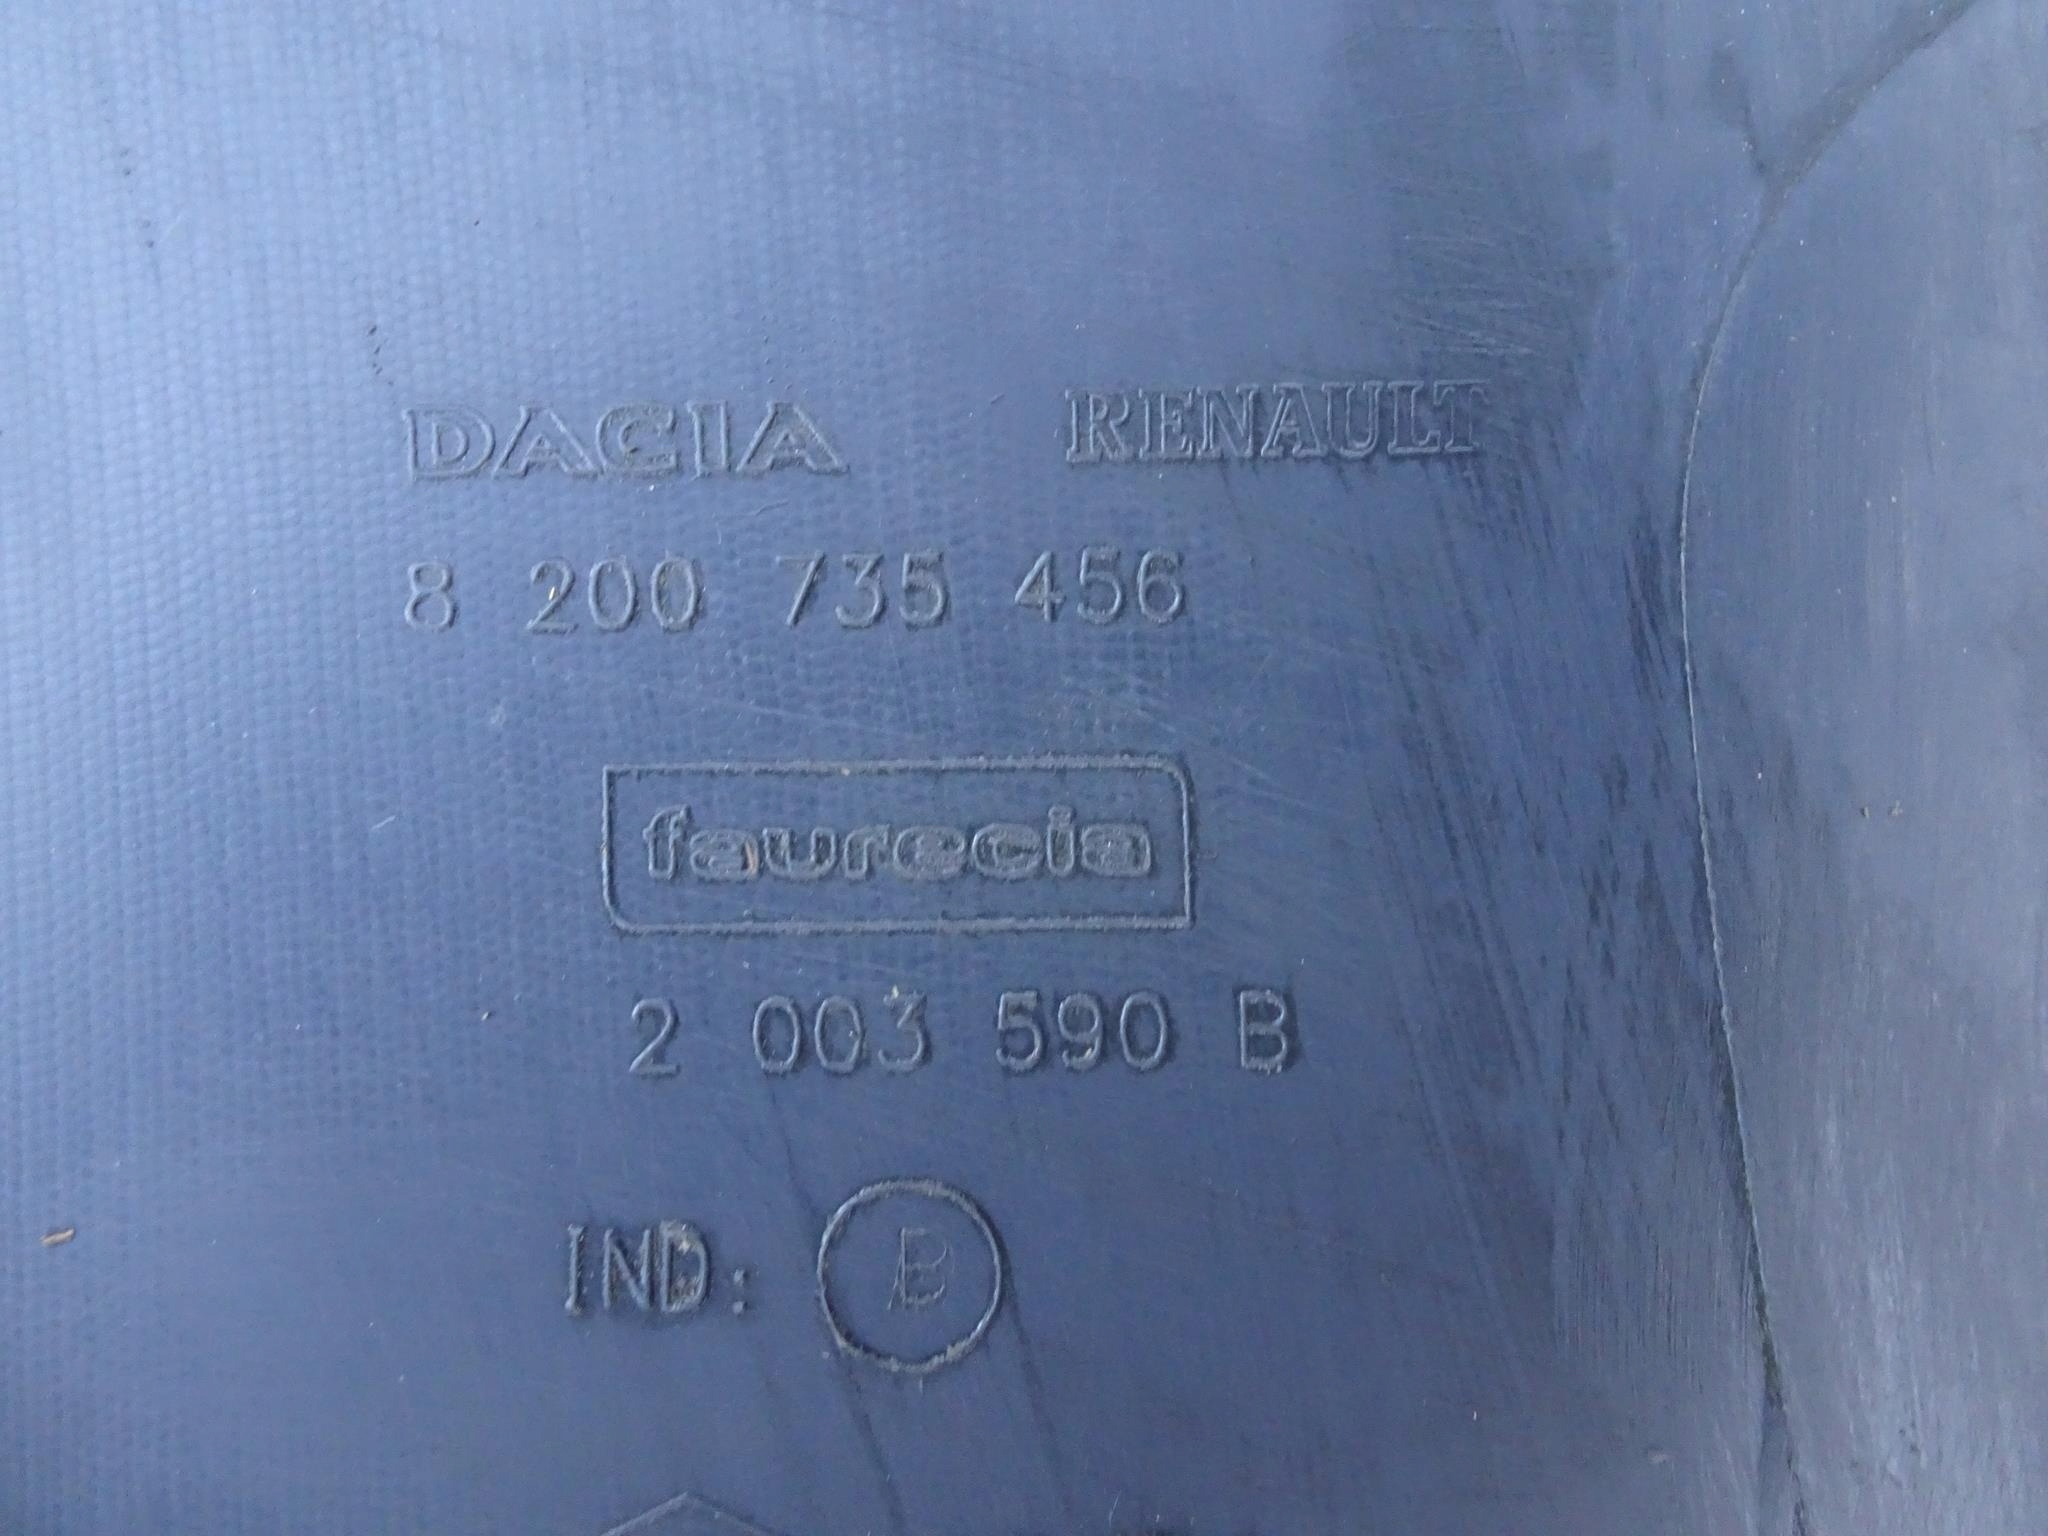 DACIA RENAULT
8 200 735 456
faurecia
2 003 590 B
IND: B